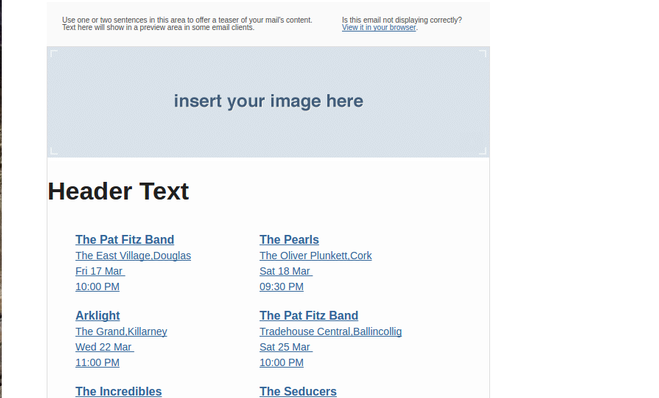 Use one or two sentences in this area to offer a teaser of your mail's content.
Text here will show in a preview area in some email clients.
Is this email not displaying correctly?
View it in your browser.
insert your image here
Header Text
The Pat Fitz Band
The East Village,Douglas
Fri 17 Mar
10:00 PM
The Pearls
The Oliver Plunkett,Cork
Sat 18 Mar
09:30 PM
Arklight
The Grand,Killarney
Wed 22 Mar
11:00 PM
The Pat Fitz Band
Tradehouse Central,Ballincollig
Sat 25 Mar
10:00 PM
The Incredibles
The Seducers